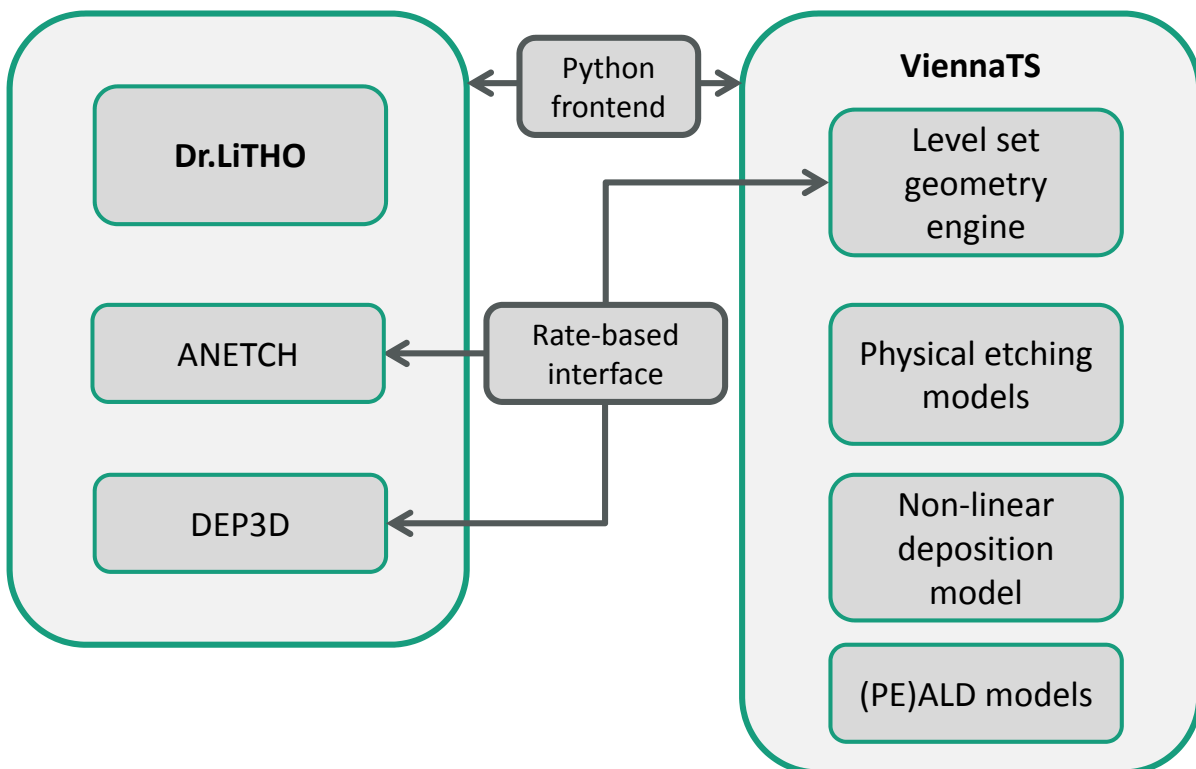 Python
frontend
ViennaTS
Dr.LiTHO
Level set
geometry
engine
ANETCH
Rate-based
interface
Physical etching
models
DEP3D
Non-linear
deposition
model
(PE)ALD models